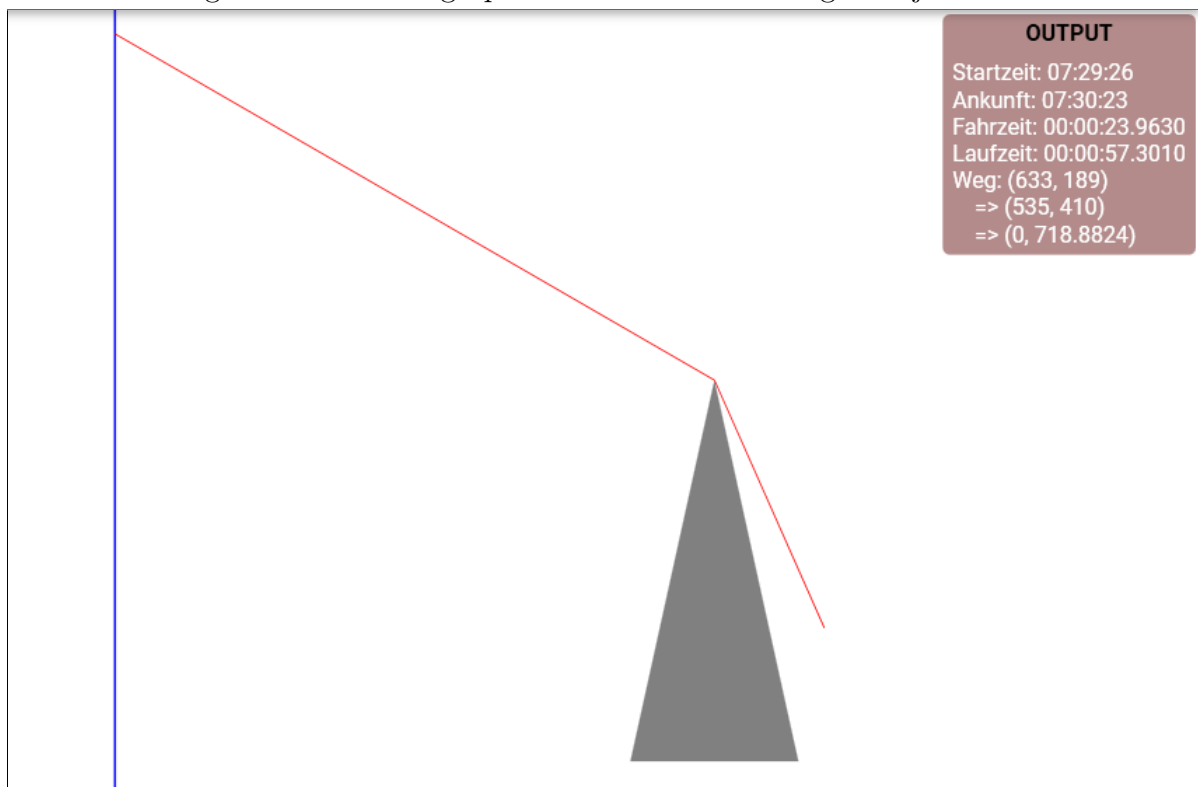 OUTPUT
Startzeit: 07:29:26
Ankunft: 07:30:23
Fahrzeit: 00:00:23.9630
Laufzeit: 00:00:57.3010
Weg: (633, 189)
=> (535, 410)
=> (0, 718.8824)